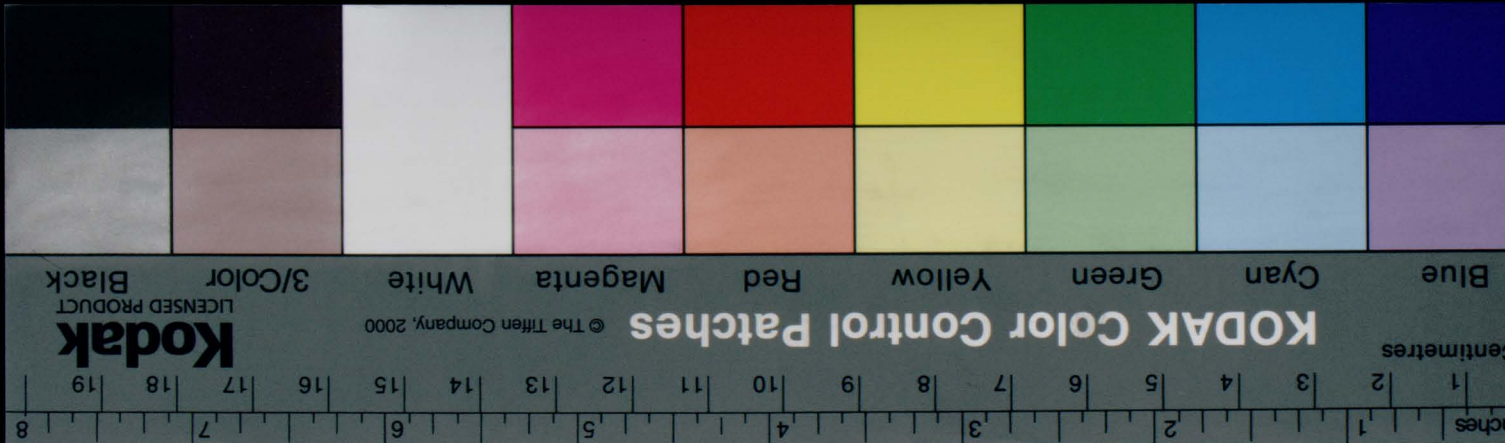 nches 1 2 3 4 5 6 7 8
1 2 3 4 5 6 7 8 9 10 11 12 13 14 15 16 17 18 19
Centimetres
KODAK Color Control Patches © The Tiffen Company, 2000
Kodak
LICENSED PRODUCT
Blue Cyan Green Yellow Red Magenta White 3/Color Black